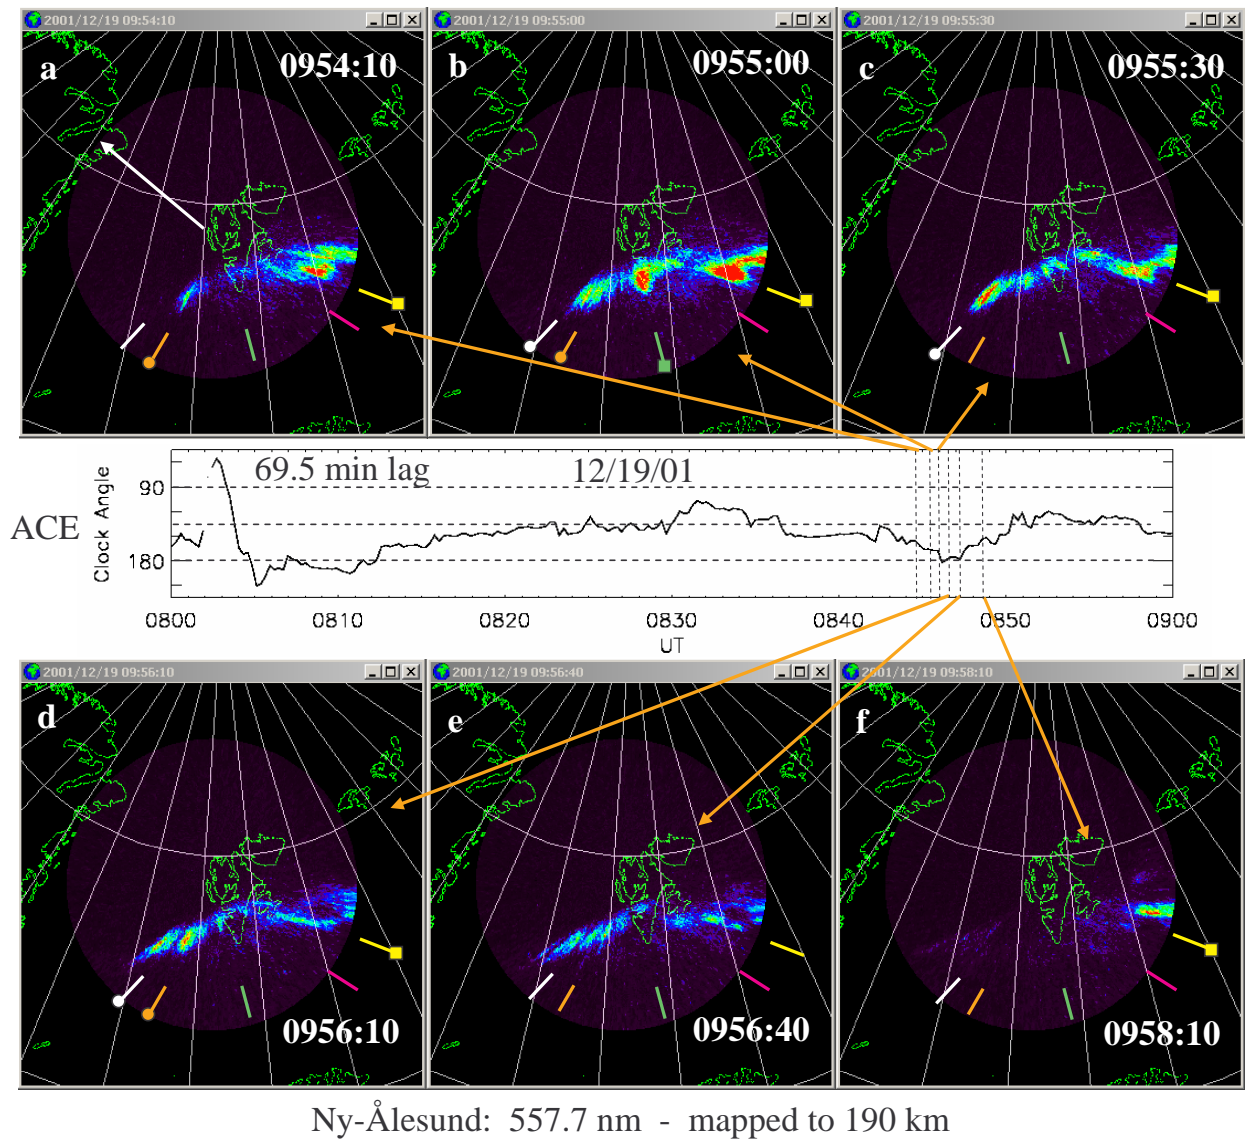 2001/12/19 09:54:10
2001/12/19 09:55:00
2001/12/19 09:55:30
a
0954:10
b
0955:00
c
0955:30
69.5 min lag
12/19/01
ACE
Clock Angle
90
180
0800
0810
0820
0830
0840
0850
0900
UT
2001/12/19 09:56:10
2001/12/19 09:56:40
2001/12/19 09:58:10
d
0956:10
e
0956:40
f
0958:10
Ny-Ålesund: 557.7 nm - mapped to 190 km